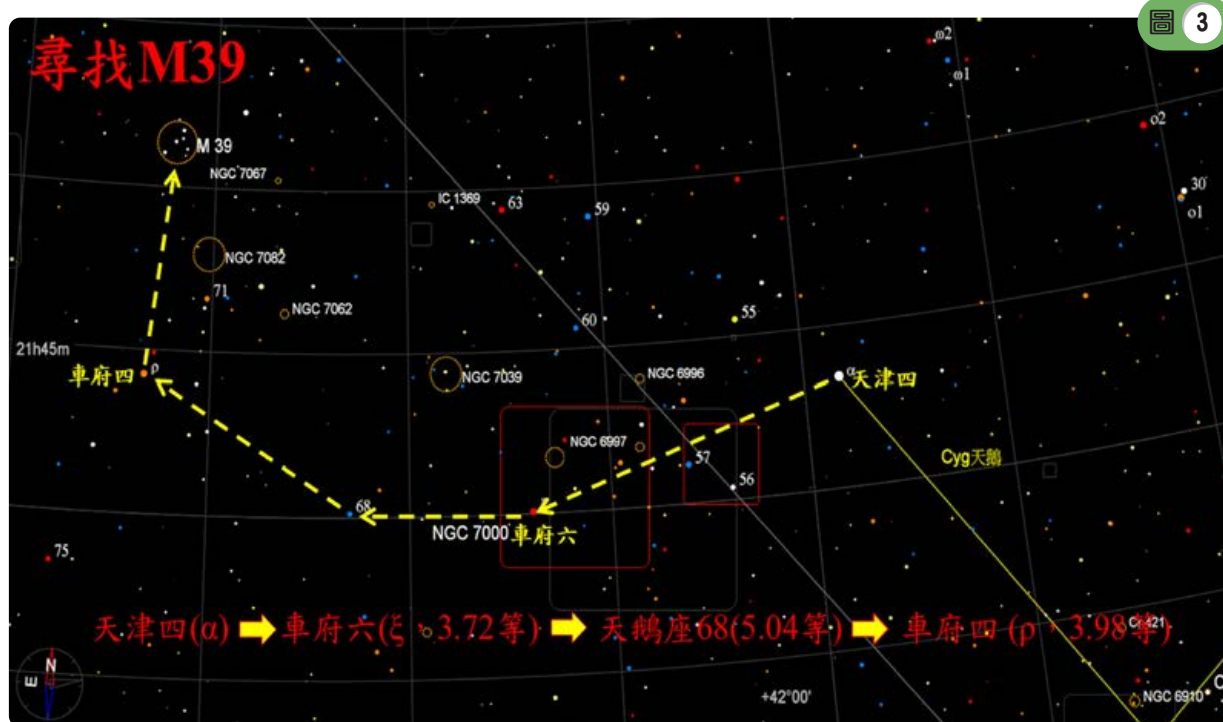 圖 3
尋找M39
ω2
ω1
o2
M 39
NGC 7067
IC 1369
63
59
30
o1
NGC 7082
71
NGC 7062
60
55
21h45m
車府四
ρ
NGC 7039
NGC 6996
α
天津四
NGC 6997
57
Cyg天鵝
56
68
NGC 7000
車府六
75
天津四(α) 車府六(ξ、3.72等) 天鵝座68(5.04等) 車府四 (ρ、3.98等)
N
E
+42°00'
NGC 6910